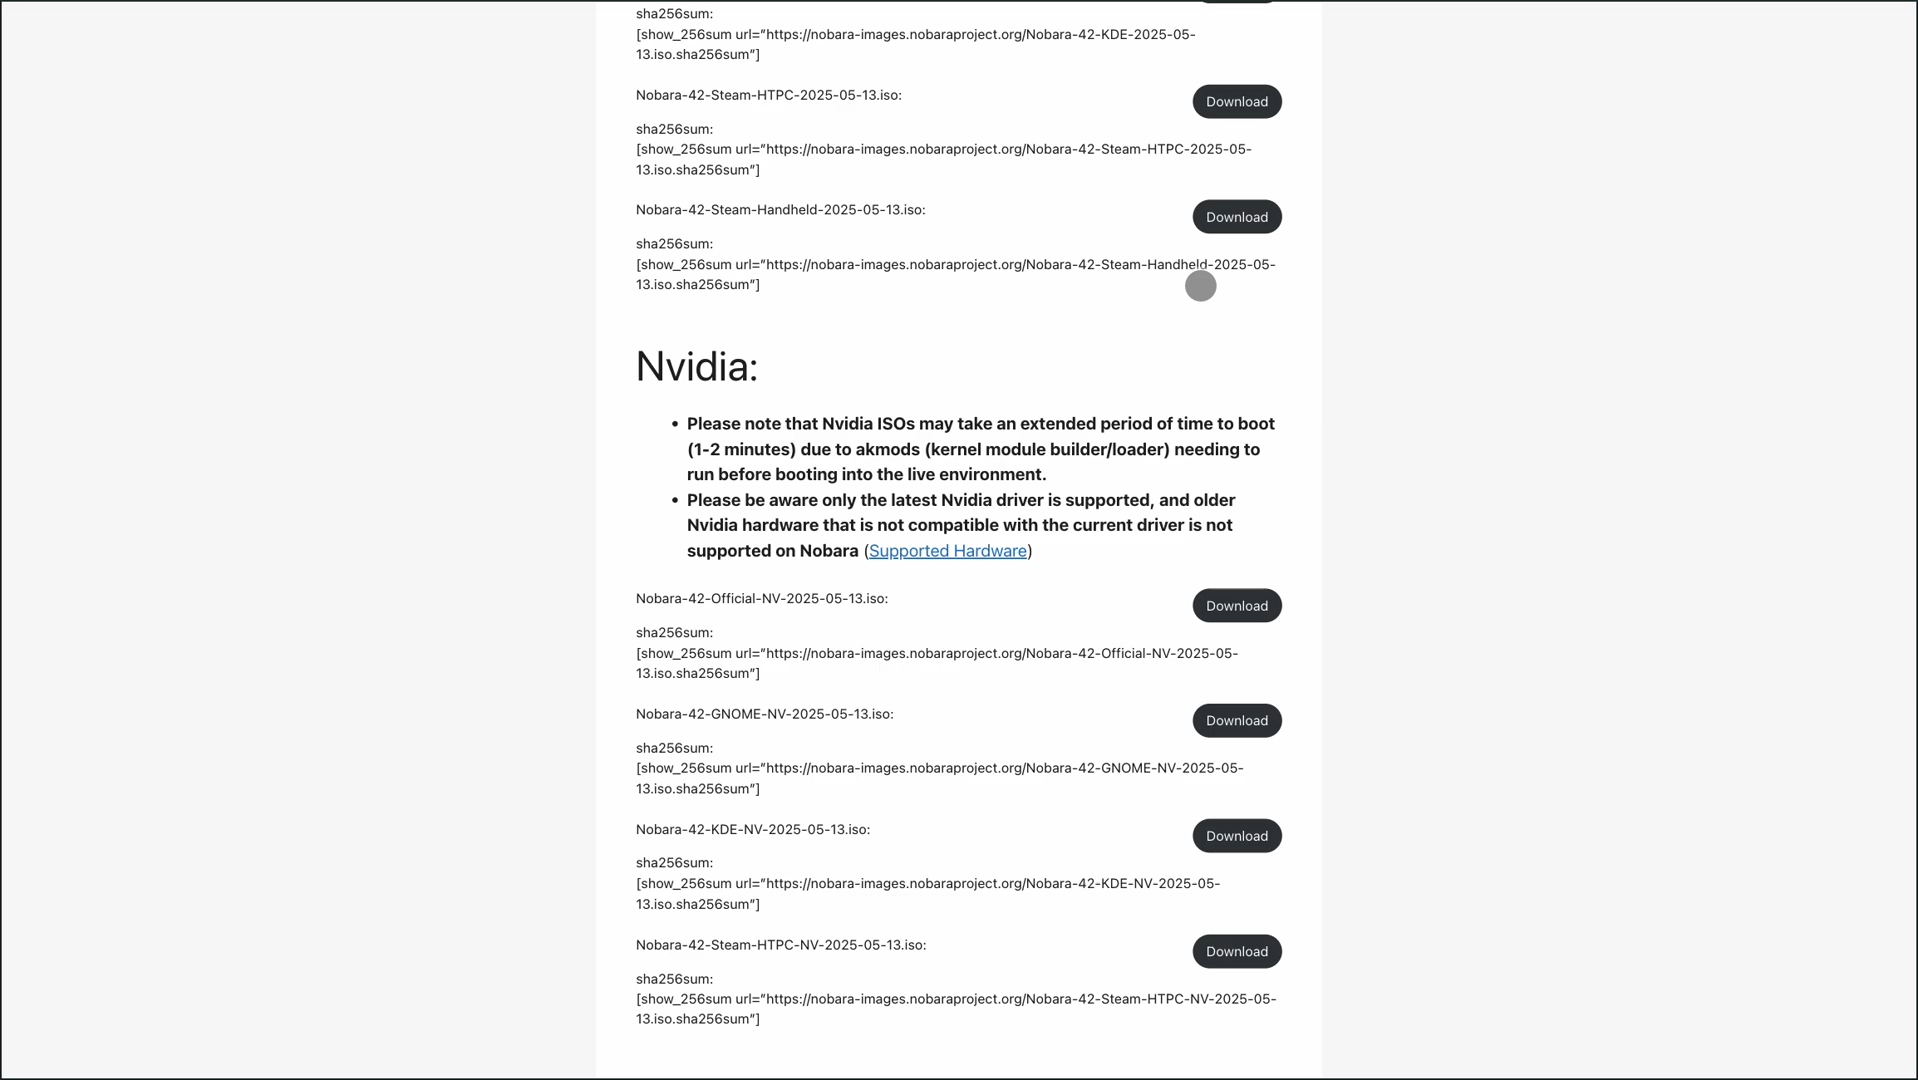 sha256sum:
[show_256sum url=”https://nobara-images.nobaraproject.org/Nobara-42-KDE-2025-05-
13.iso.sha256sum”]
Nobara-42-Steam-HTPC-2025-05-13.iso:
Download
sha256sum:
[show_256sum url=”https://nobara-images.nobaraproject.org/Nobara-42-Steam-HTPC-2025-05-
13.iso.sha256sum”]
Nobara-42-Steam-Handheld-2025-05-13.iso:
Download
sha256sum:
[show_256sum url=”https://nobara-images.nobaraproject.org/Nobara-42-Steam-Handheld-2025-05-
13.iso.sha256sum”]
Nvidia:
• Please note that Nvidia ISOs may take an extended period of time to boot
(1-2 minutes) due to akmods (kernel module builder/loader) needing to
run before booting into the live environment.
• Please be aware only the latest Nvidia driver is supported, and older
Nvidia hardware that is not compatible with the current driver is not
supported on Nobara (Supported Hardware)
Nobara-42-Official-NV-2025-05-13.iso:
Download
sha256sum:
[show_256sum url=”https://nobara-images.nobaraproject.org/Nobara-42-Official-NV-2025-05-
13.iso.sha256sum”]
Nobara-42-GNOME-NV-2025-05-13.iso:
Download
sha256sum:
[show_256sum url=”https://nobara-images.nobaraproject.org/Nobara-42-GNOME-NV-2025-05-
13.iso.sha256sum”]
Nobara-42-KDE-NV-2025-05-13.iso:
Download
sha256sum:
[show_256sum url=”https://nobara-images.nobaraproject.org/Nobara-42-KDE-NV-2025-05-
13.iso.sha256sum”]
Nobara-42-Steam-HTPC-NV-2025-05-13.iso:
Download
sha256sum:
[show_256sum url=”https://nobara-images.nobaraproject.org/Nobara-42-Steam-HTPC-NV-2025-05-
13.iso.sha256sum”]